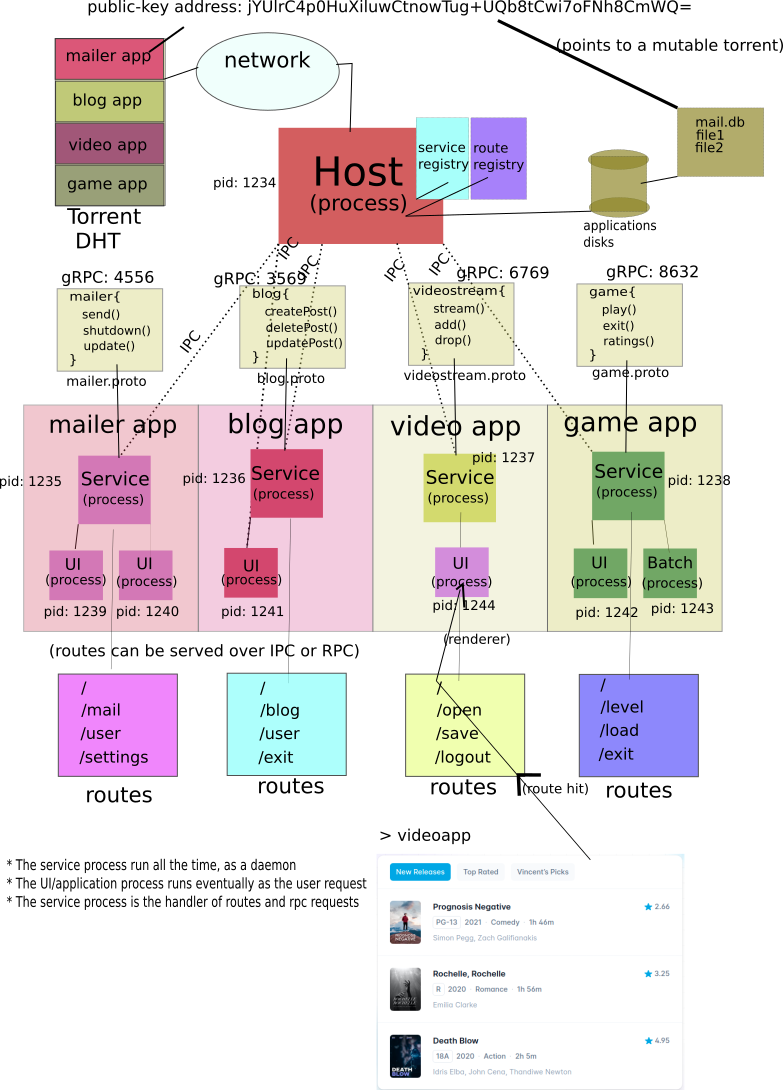 public-key address: jYUlrC4p0HuXiluwCtnowTug+UQb8tCwi7oFNh8CmWQ=
(points to a mutable torrent)
mailer app
blog app
video app
game app
Torrent
DHT
network
Host
(process)
pid: 1234
service
registry
route
registry
mail.db
file1
file2
applications
disks
IPC
IPC
IPC
IPC
IPC
gRPC: 4556
mailer{
send()
shutdown()
update()
}
mailer.proto
gRPC: 3569
blog{
createPost()
deletePost()
updatePost()
}
blog.proto
gRPC: 6769
videostream{
stream()
add()
drop()
}
videostream.proto
gRPC: 8632
game{
play()
exit()
ratings()
}
game.proto
mailer app
Service
(process)
pid: 1235
UI
(process)
pid: 1239
UI
(process)
pid: 1240
blog app
Service
(process)
pid: 1236
UI
(process)
pid: 1241
video app
pid: 1237
Service
(process)
UI
(process)
pid: 1244
(renderer)
game app
Service
(process)
pid: 1238
UI
(process)
pid: 1242
Batch
(process)
pid: 1243
(routes can be served over IPC or RPC)
/
/mail
/user
/settings
routes
/
/blog
/user
/exit
routes
/
/open
/save
/logout
routes
(route hit)
/
/level
/load
/exit
routes
> videoapp
* The service process run all the time, as a daemon
* The UI/application process runs eventually as the user request
* The service process is the handler of routes and rpc requests
New Releases
Top Rated
Vincent's Picks
Prognosis Negative
2.66
PG-13 2021 · Comedy · 1h 46m
Simon Pegg, Zach Galifianakis
PROGNOSIS
NEGATIVE
Rochelle, Rochelle
3.25
R 2020 · Romance · 1h 56m
Emilia Clarke
Death Blow
4.95
18A 2020 · Action · 2h 5m
Idris Elba, John Cena, Thandiwe Newton
DEATH
BLOW